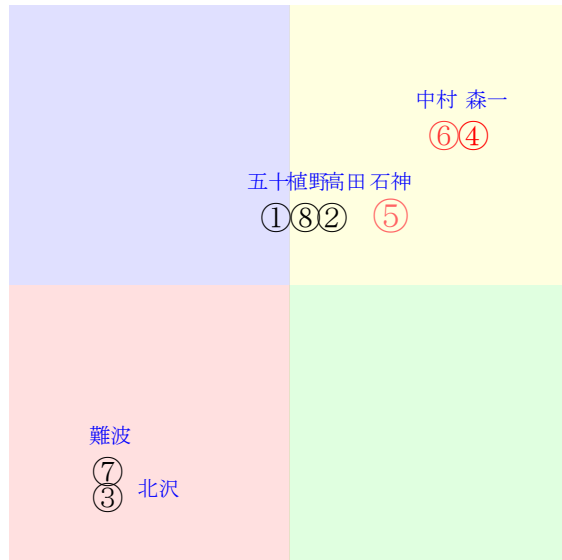 中村 森一
⑥④
五十植野高田 石神
①⑧② ⑤
難波
⑦
③ 北沢